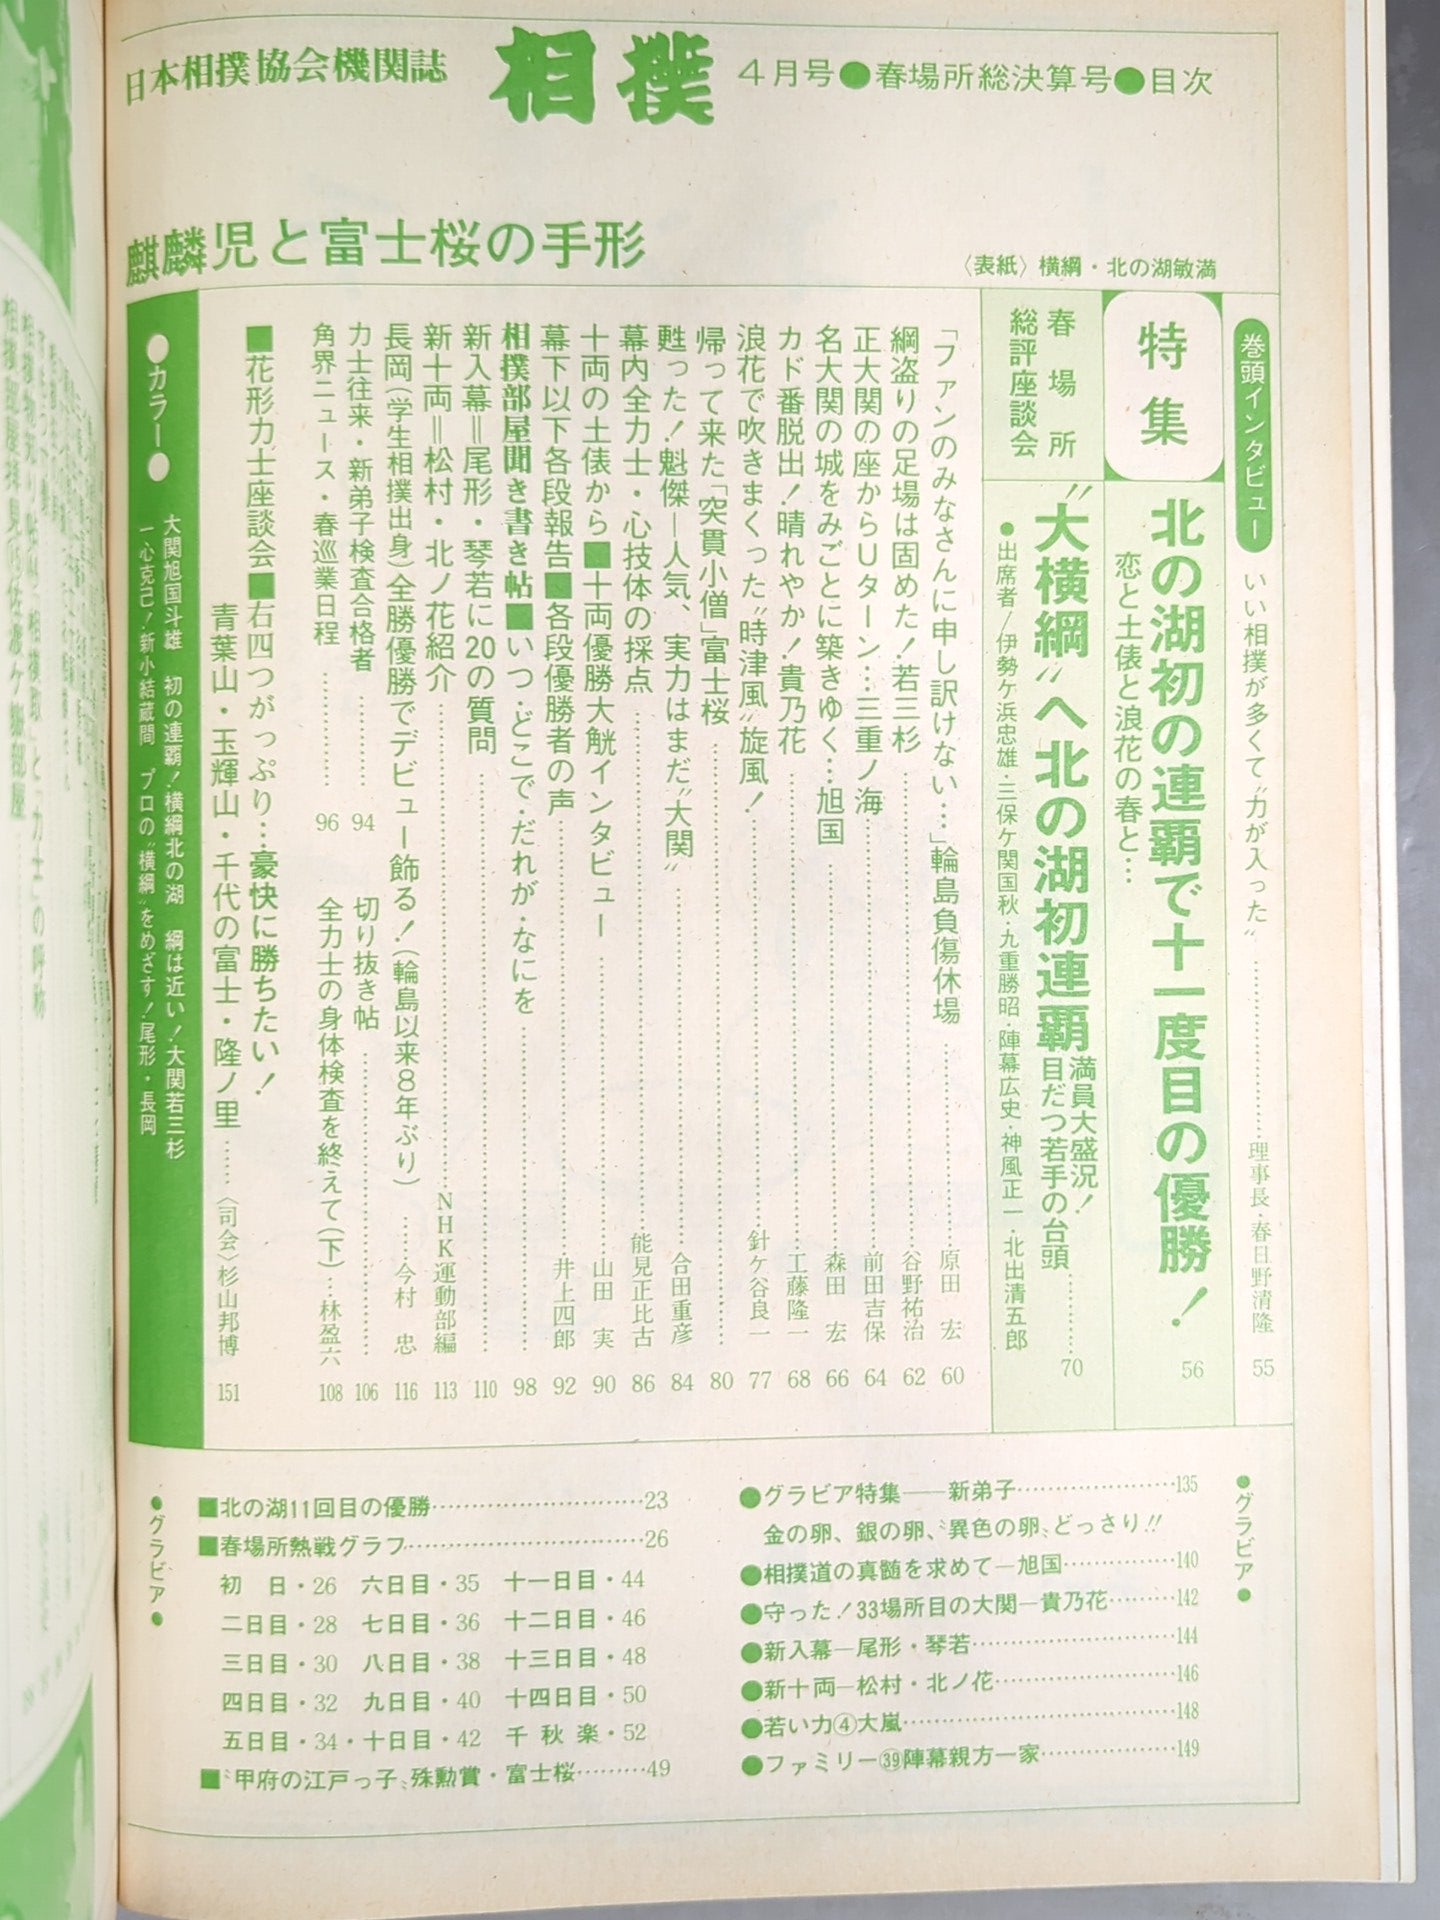 日本相撲協会機関誌 相撲 4月号●春場所総決算号●目次
麒麟児と富士桜の手形
〈表紙〉横綱・北の湖敏満
巻頭インタビュー いい相撲が多くて〝力が入った〟……理事長・春日野清隆 55
特集 北の湖初の連覇で十一度目の優勝! 56
恋と土俵と浪花の春と…
春場所総評座談会 〝大横綱〟へ北の湖初連覇 満員大盛況!目だつ若手の台頭……70
●出席者/伊勢ケ浜忠雄・三保ケ関国秋・九重勝昭・陣幕広史・神風正一・北出清五郎
「ファンのみなさんに申し訳けない…」輪島負傷休場……原田 宏 60
綱盗りの足場は固めた!若三杉……谷野祐治 62
正大関の座からUターン…三重ノ海……前田吉保 64
名大関の城をみごとに築きゆく…旭国……森田 宏 66
カド番脱出!晴れやか!貴乃花……工藤隆一 68
浪花で吹きまくった〝時津風〟旋風!……針ケ谷良一 77
帰って来た「突貫小僧」富士桜……80
甦った!魁傑―人気、実力はまだ〝大関〟……合田重彦 84
幕内全力士・心技体の採点……能見正比古 86
十両の土俵から■十両優勝大觥インタビュー……山田 実 90
幕下以下各段報告■各段優勝者の声……井上四郎 92
相撲部屋聞き書き帖■いつ・どこで・だれが・なにを……98
新入幕=尾形・琴若に20の質問……110
新十両=松村・北ノ花紹介……NHK運動部編 113
長岡(学生相撲出身)全勝優勝でデビュー飾る!(輪島以来8年ぶり)……今村 忠 116
力士往来・新弟子検査合格者……94
切り抜き帖……106
角界ニュース・春巡業日程……96
全力士の身体検査を終えて(下)…林盈六 108
■花形力士座談会■右四つがっぷり…豪快に勝ちたい!
青葉山・玉輝山・千代の富士・隆ノ里……〈司会〉杉山邦博 151
●カラー●
大関旭国斗雄 初の連覇!横綱北の湖 綱は近い!大関若三杉
一心克己!新小結蔵間 プロの〝横綱〟をめざす!尾形・長岡
●グラビア●
●グラビア特集――新弟子……135
金の卵、銀の卵、〝異色の卵〟どっさり!!
●相撲道の真髄を求めて―旭国……140
●守った!33場所目の大関―貴乃花……142
●新入幕―尾形・琴若……144
●新十両―松村・北ノ花……146
●若い力④大嵐……148
●ファミリー㊴陣幕親方一家……149
■北の湖11回目の優勝……23
■春場所熱戦グラフ……26
初 日・26 六日目・35 十一日目・44
二日目・28 七日目・36 十二日目・46
三日目・30 八日目・38 十三日目・48
四日目・32 九日目・40 十四日目・50
五日目・34・十日目・42 千秋楽・52
■〝甲府の江戸っ子〟殊勲賞・富士桜……49
●グラビア●